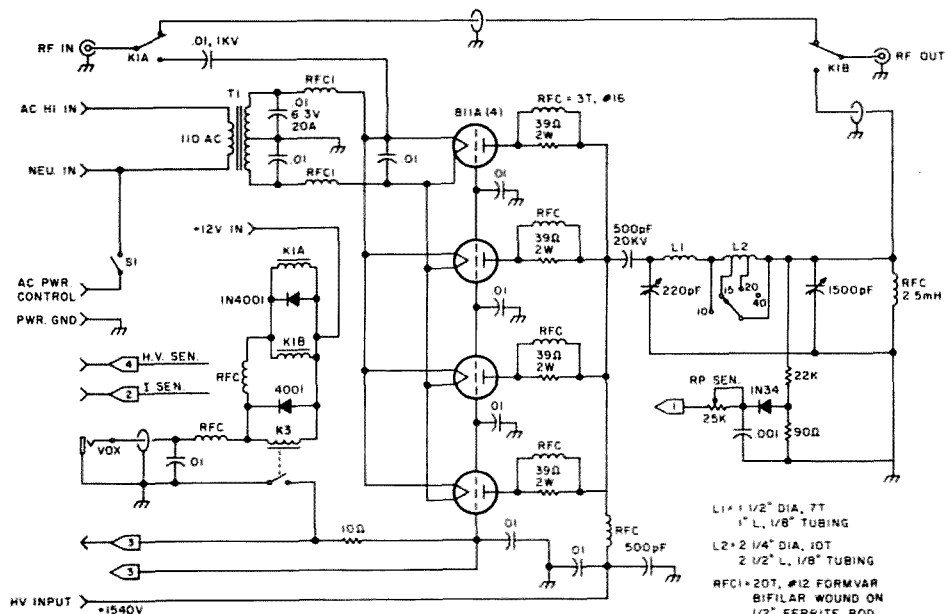 RF IN
K1A
.01, 1KV
K1B
RF OUT
AC HI IN
T1
RFC1
.01
6.3V
20A
811A (4)
RFC = 3T, #16
39Ω
2W
110 AC
.01
.01
NEU. IN
RFC1
.01
+12V IN
RFC
39Ω
2W
500pF
20KV
L1
L2
S1
K1A
1N4001
.01
220pF
10
15
20
40
1500pF
RFC
2.5mH
AC PWR.
CONTROL
PWR. GND
K1B
RFC
39Ω
2W
4 H.V. SEN.
2 I SEN.
RFC
4001
RP SEN.
1N34
22K
1
25K
.001
90Ω
VOX
RFC
K3
.01
.01
RFC
39Ω
2W
L1= 1 1/2" DIA, 7T
1" L, 1/8" TUBING
3
10Ω
.01
RFC
.01
500pF
L2= 2 1/4" DIA, 10T
2 1/2" L, 1/8" TUBING
3
HV INPUT
+1540V
RFC1= 20T, #12 FORMVAR
BIFILAR WOUND ON
1/2" FERRITE ROD